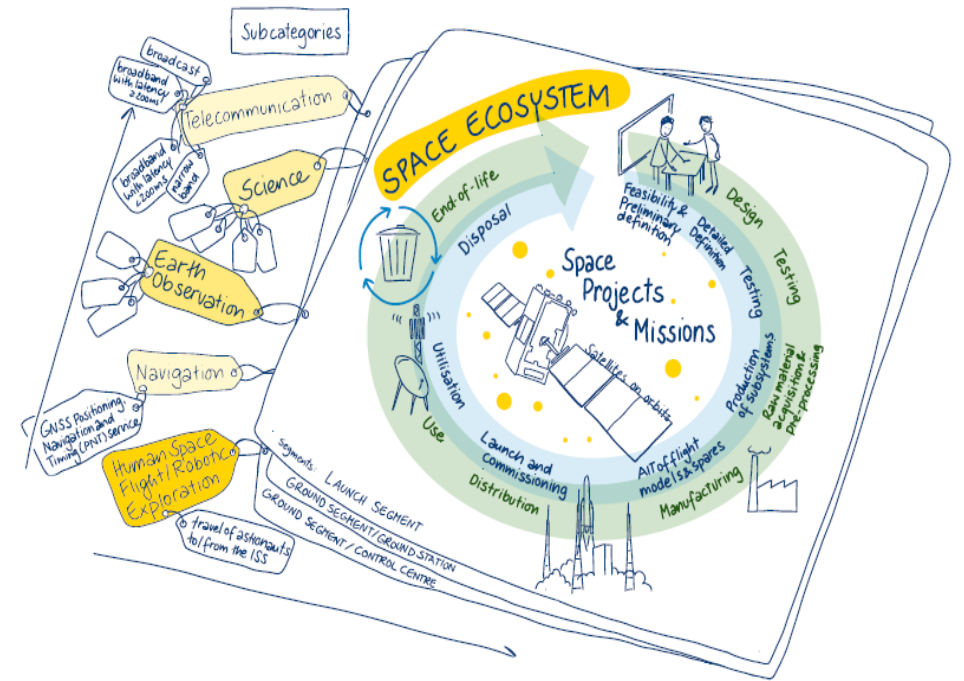 Subcategories
broadcast
broadband
with latency
≥200ms
Telecommunication
broadband
with latency
<200ms
narrow
band
Science
Earth
Observation
Navigation
GNSS Positioning,
Navigation and
Timing (PNT) service
Human Space
Flight/Robotic
Exploration
travel of astronauts
to/from the ISS
Segments:
LAUNCH SEGMENT
GROUND SEGMENT/GROUND STATION
GROUND SEGMENT/CONTROL CENTRE
SPACE ECOSYSTEM
Space
Projects
& Missions
Satellites on orbits
Feasibility &
Preliminary
definition
Detailed
Definition
Testing
Production
of subsystems
AIT of flight
models & spares
Launch and
commissioning
Utilisation
Disposal
Design
Testing
Raw material
acquisition &
pre-processing
Manufacturing
Distribution
Use
End-of-life